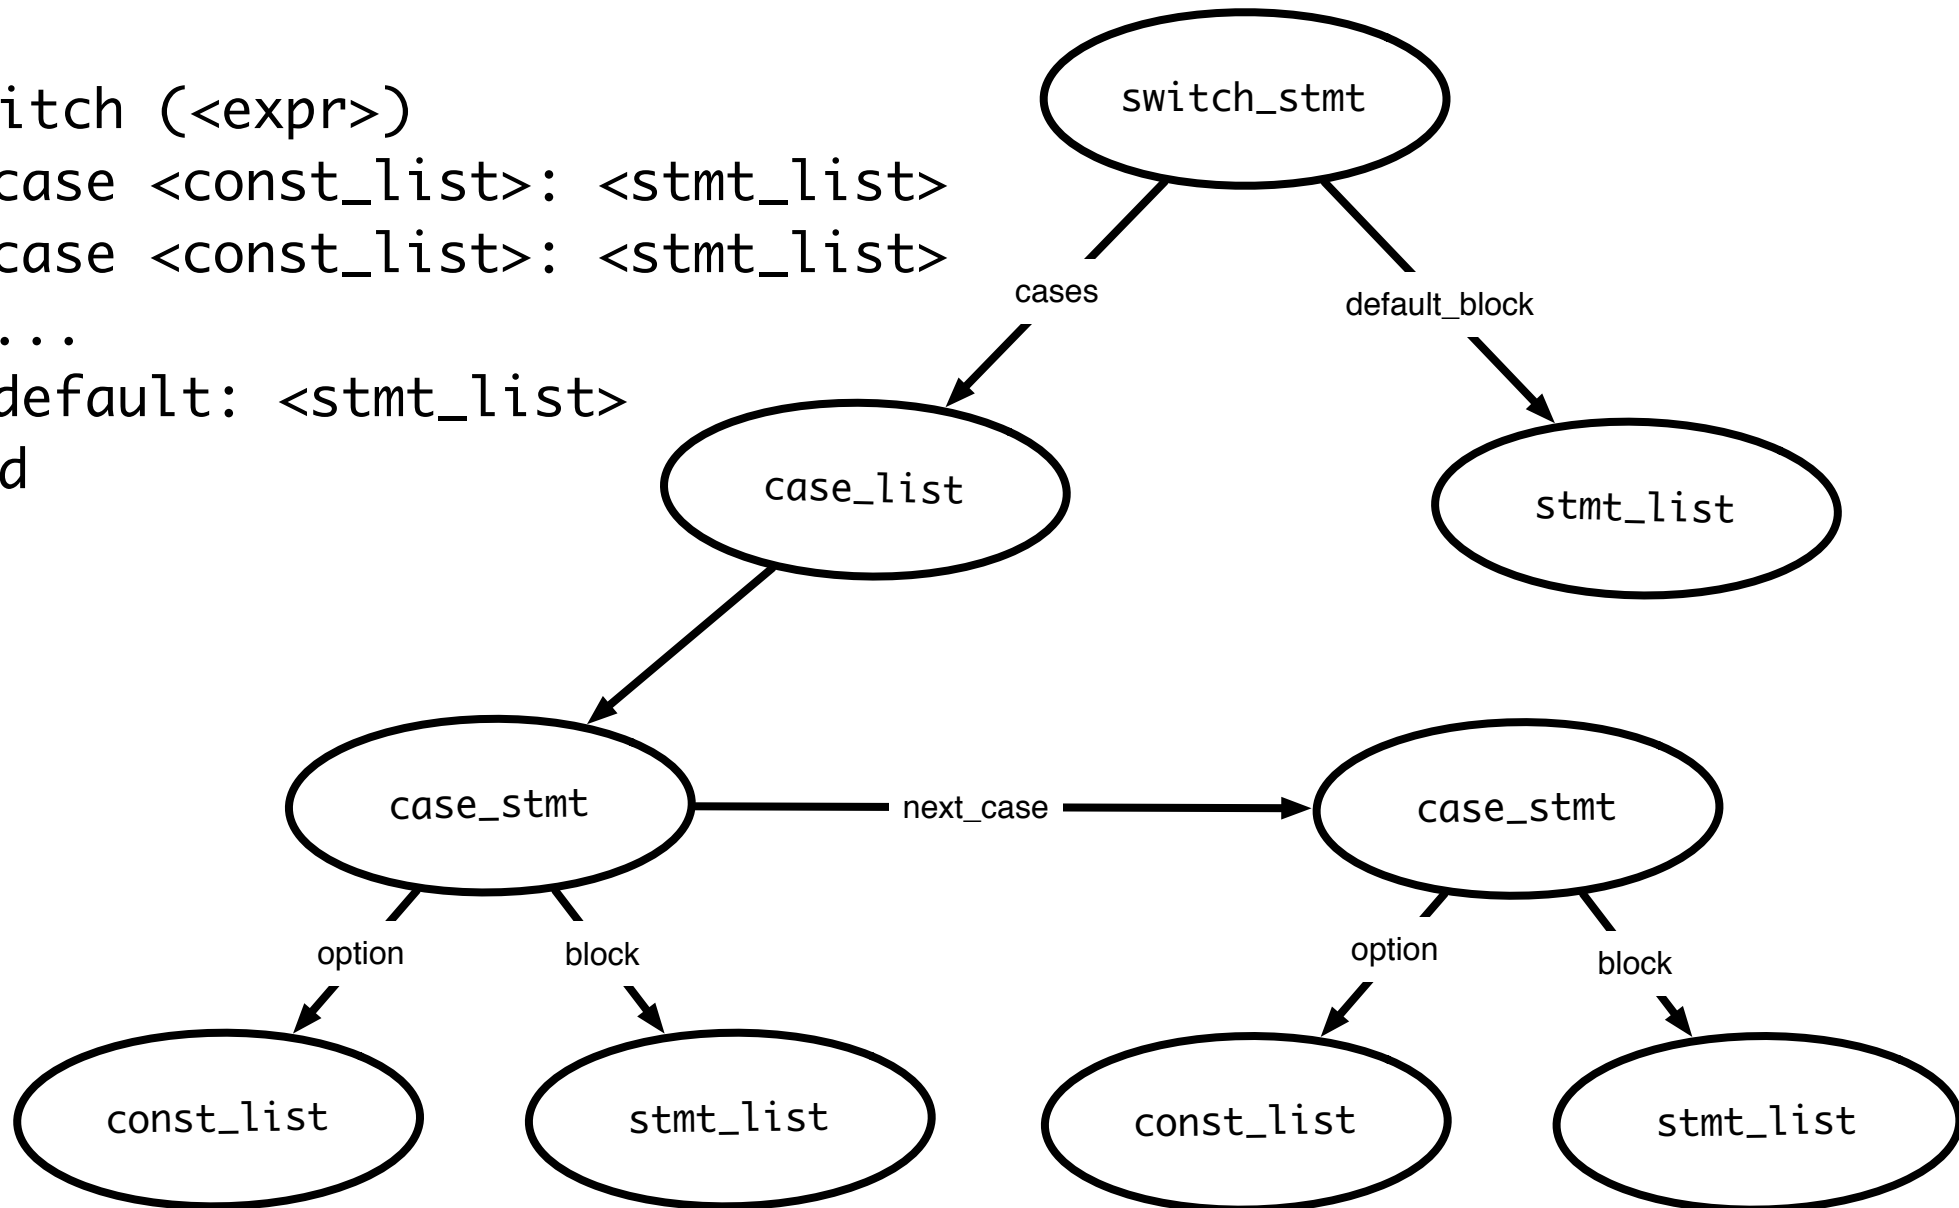 itch (<expr>)
case <const_list>: <stmt_list>
case <const_list>: <stmt_list>
...
default: <stmt_list>
d
switch_stmt
cases
default_block
case_list
stmt_list
case_stmt
next_case
case_stmt
option
block
option
block
const_list
stmt_list
const_list
stmt_list